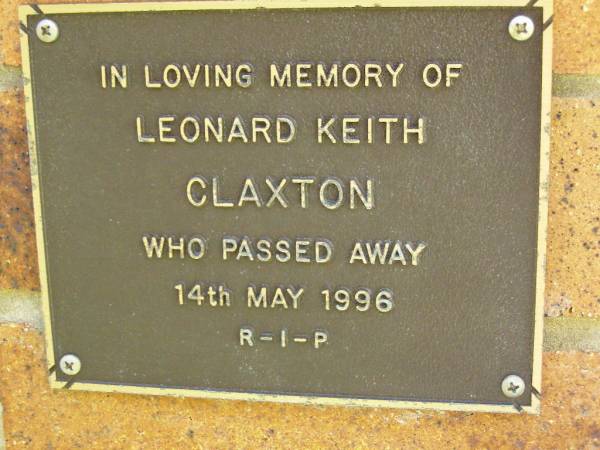 IN LOVING MEMORY OF
LEONARD KEITH
CLAXTON
WHO PASSED AWAY
14th MAY 1996
R-I-P